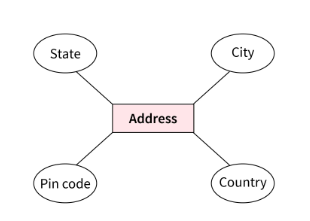 State
City
Address
Pin code
Country